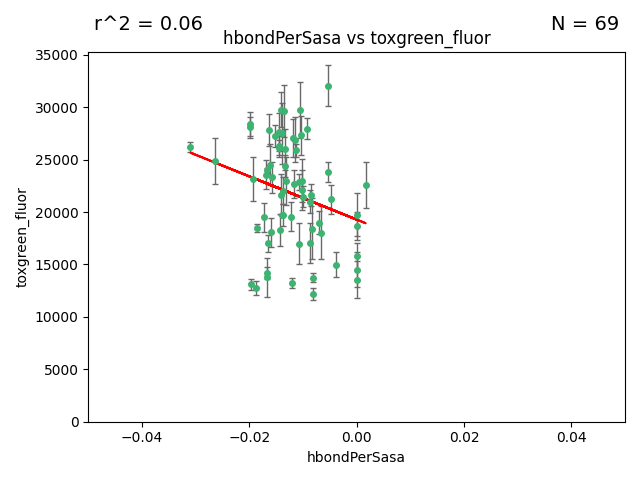 r^2 = 0.06
N = 69
hbondPerSasa vs toxgreen_fluor
35000
30000
25000
20000
15000
10000
5000
0
toxgreen_fluor
−0.04
−0.02
0.00
0.02
0.04
hbondPerSasa